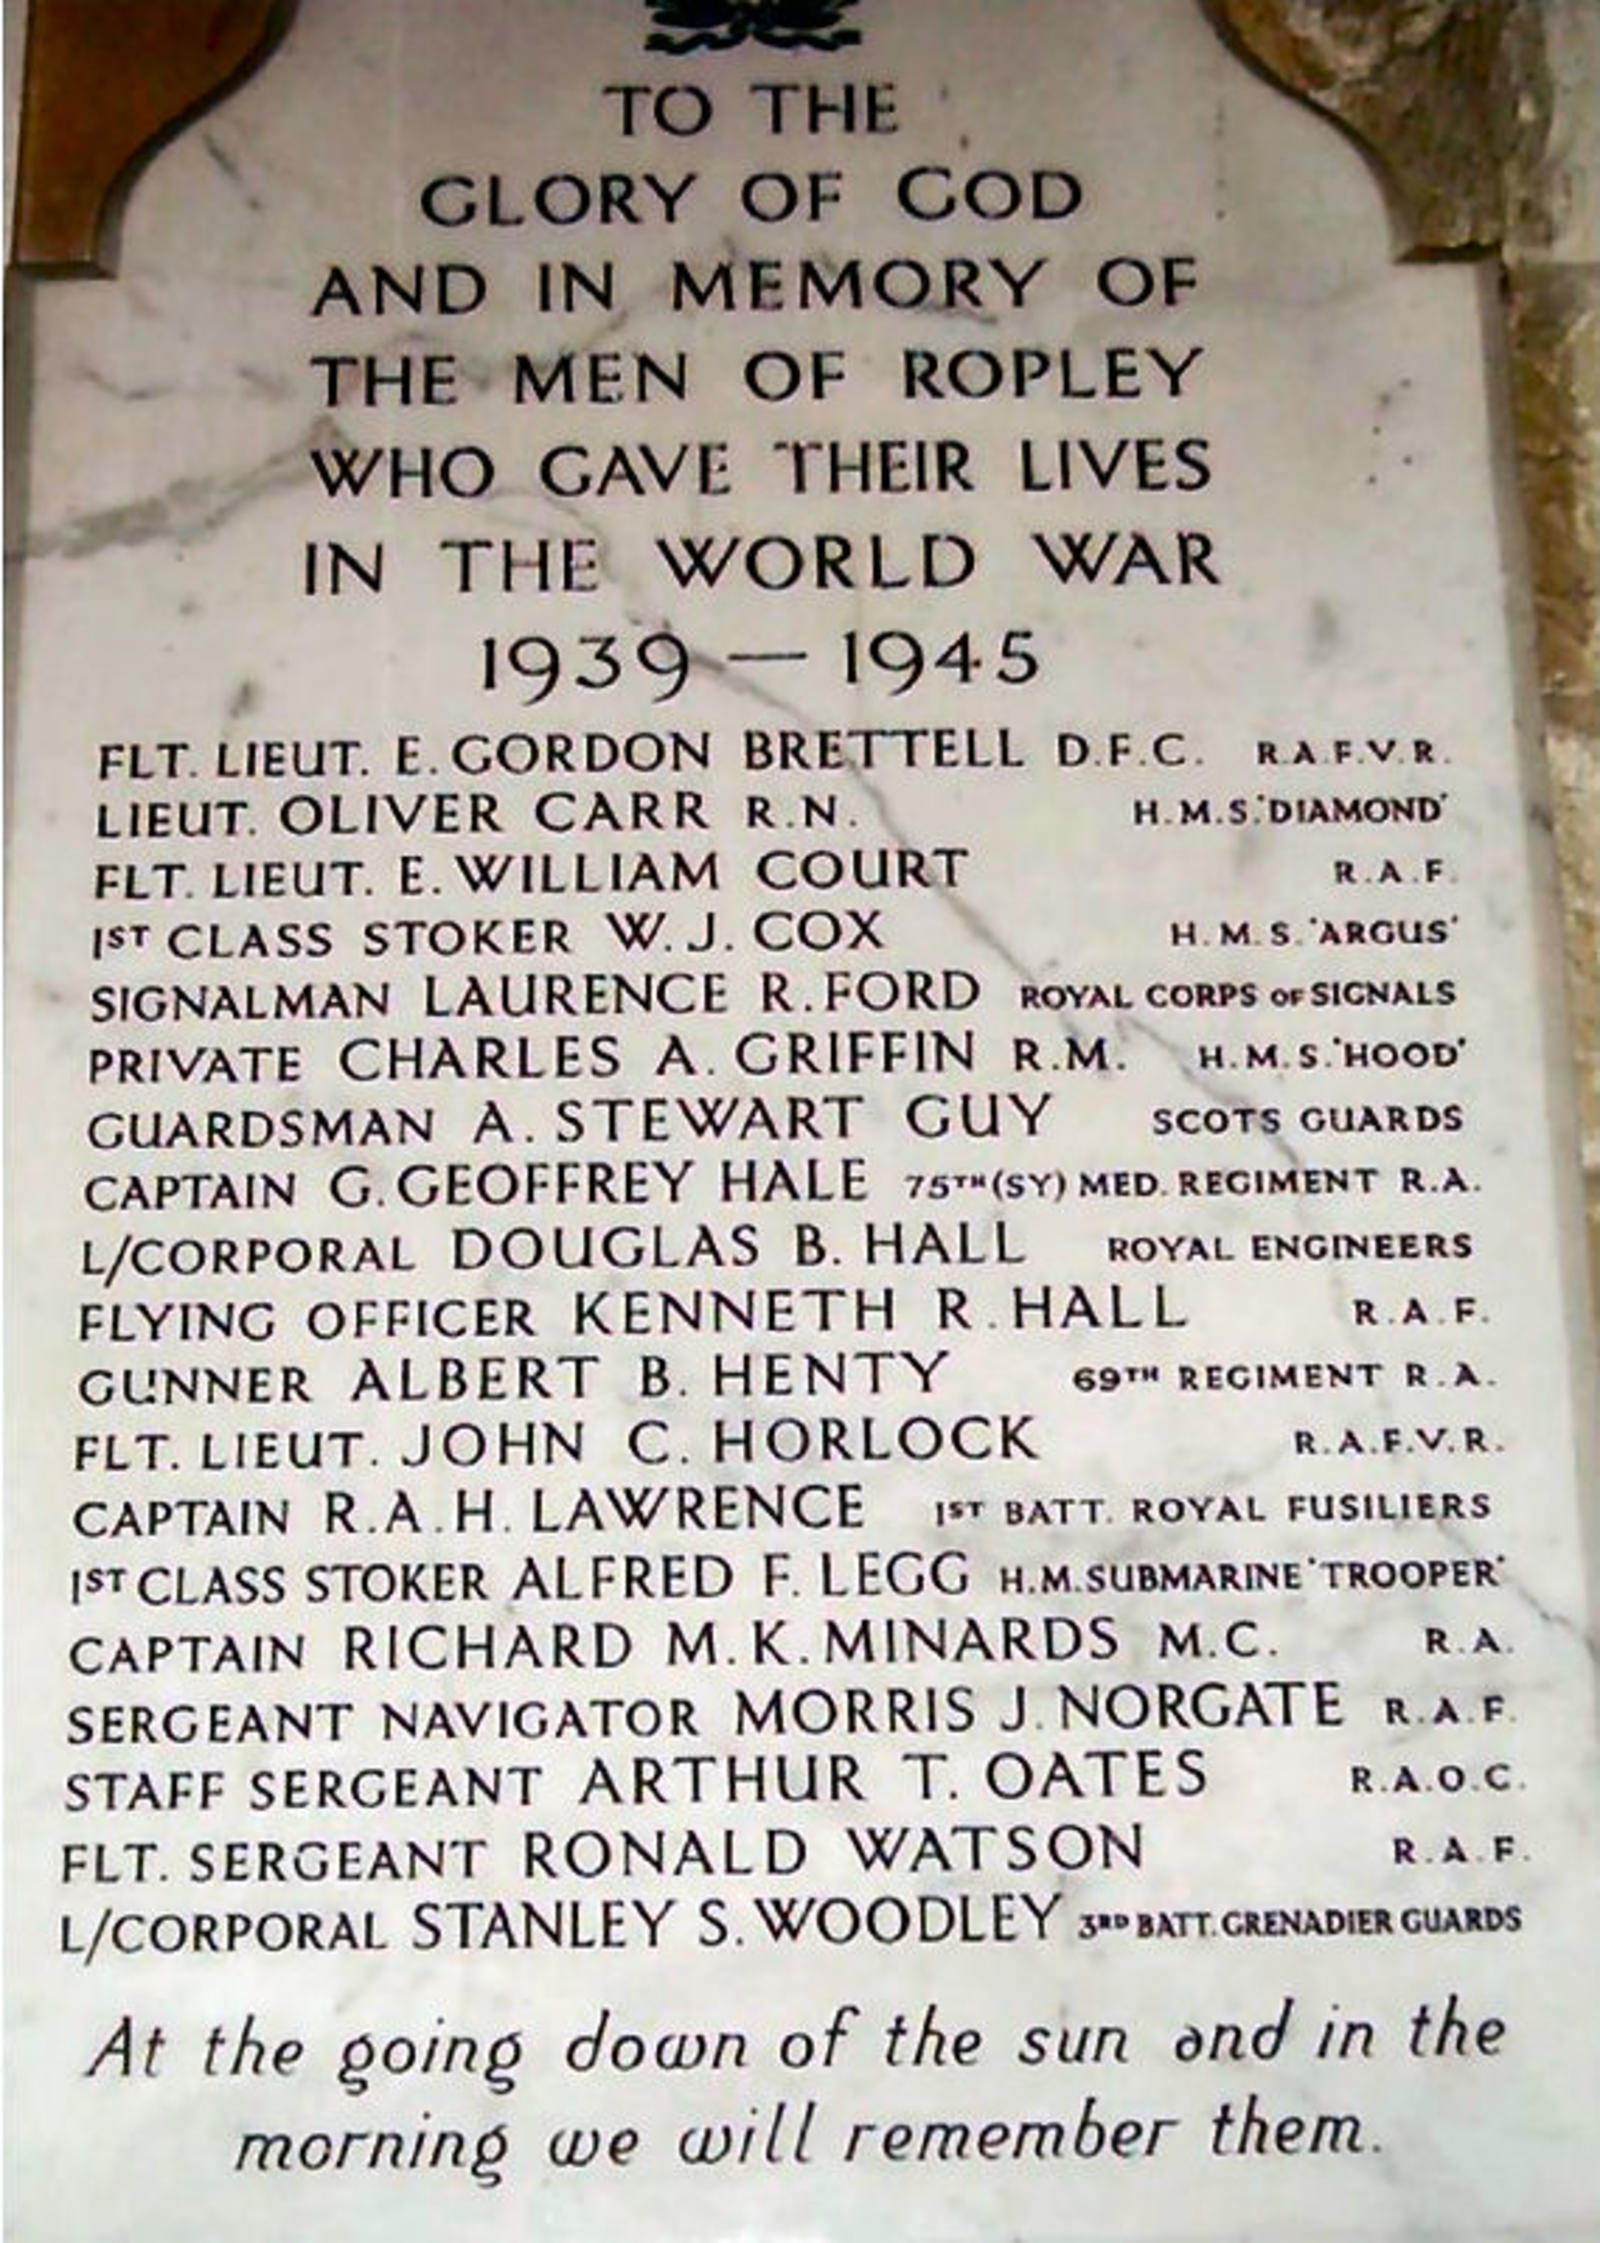 TO THE
GLORY OF GOD
AND IN MEMORY OF
THE MEN OF ROPLEY
WHO GAVE THEIR LIVES
IN THE WORLD WAR
1939 — 1945
FLT. LIEUT. E. GORDON BRETTELL D.F.C. R.A.F.V.R.
LIEUT. OLIVER CARR R.N. H.M.S. 'DIAMOND'
FLT. LIEUT. E. WILLIAM COURT R.A.F.
1ST CLASS STOKER W. J. COX H.M.S. 'ARGUS'
SIGNALMAN LAURENCE R. FORD ROYAL CORPS OF SIGNALS
PRIVATE CHARLES A. GRIFFIN R.M. H.M.S. 'HOOD'
GUARDSMAN A. STEWART GUY SCOTS GUARDS
CAPTAIN G. GEOFFREY HALE 75TH (SY) MED. REGIMENT R.A.
L/CORPORAL DOUGLAS B. HALL ROYAL ENGINEERS
FLYING OFFICER KENNETH R. HALL R.A.F.
GUNNER ALBERT B. HENTY 69TH REGIMENT R.A.
FLT. LIEUT. JOHN C. HORLOCK R.A.F.V.R.
CAPTAIN R.A.H. LAWRENCE 1ST BATT. ROYAL FUSILIERS
1ST CLASS STOKER ALFRED F. LEGG H.M. SUBMARINE 'TROOPER'
CAPTAIN RICHARD M. K. MINARDS M.C. R.A.
SERGEANT NAVIGATOR MORRIS J. NORGATE R.A.F.
STAFF SERGEANT ARTHUR T. OATES R.A.O.C.
FLT. SERGEANT RONALD WATSON R.A.F.
L/CORPORAL STANLEY S. WOODLEY 3RD BATT. GRENADIER GUARDS
At the going down of the sun and in the
morning we will remember them.